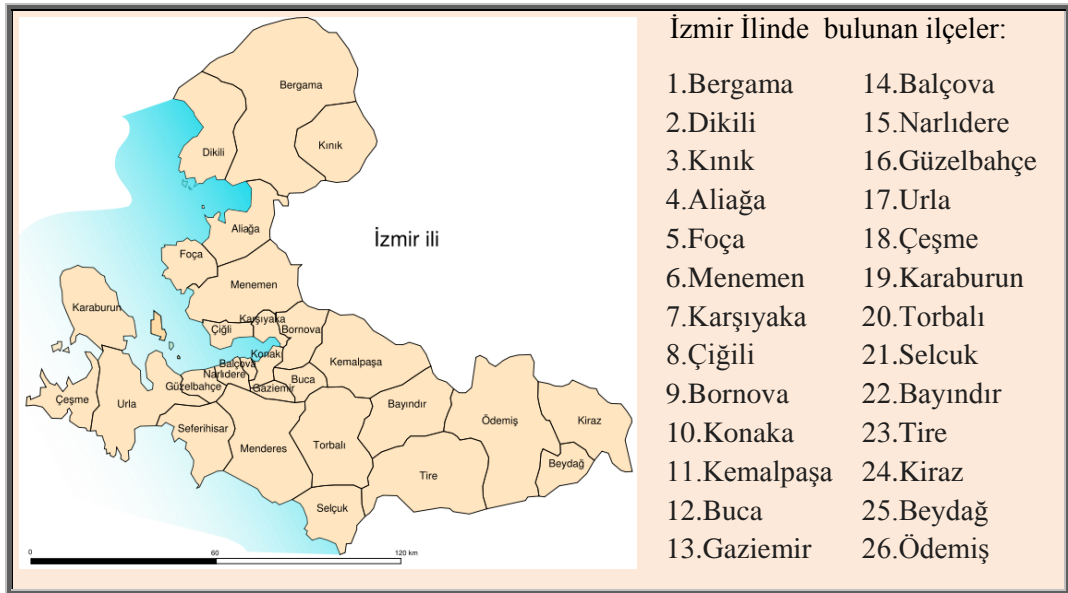 İzmir İlinde bulunan ilçeler:
1.Bergama
2.Dikili
3.Kınık
4.Aliağa
5.Foça
6.Menemen
7.Karşıyaka
8.Çiğili
9.Bornova
10.Konaka
11.Kemalpaşa
12.Buca
13.Gaziemir
14.Balçova
15.Narlıdere
16.Güzelbahçe
17.Urla
18.Çeşme
19.Karaburun
20.Torbalı
21.Selcuk
22.Bayındır
23.Tire
24.Kiraz
25.Beydağ
26.Ödemiş
Bergama
Dikili
Kınık
Aliağa
İzmir ili
Foça
Menemen
Karaburun
Karşıyaka
Çiğli
Bornova
Konak
Kemalpaşa
Balçova
Narlıdere
Güzelbahçe
Buca
Gaziemir
Çeşme
Urla
Bayındır
Seferihisar
Ödemiş
Kiraz
Menderes
Torbalı
Beydağ
Tire
Selçuk
0 60 120 km